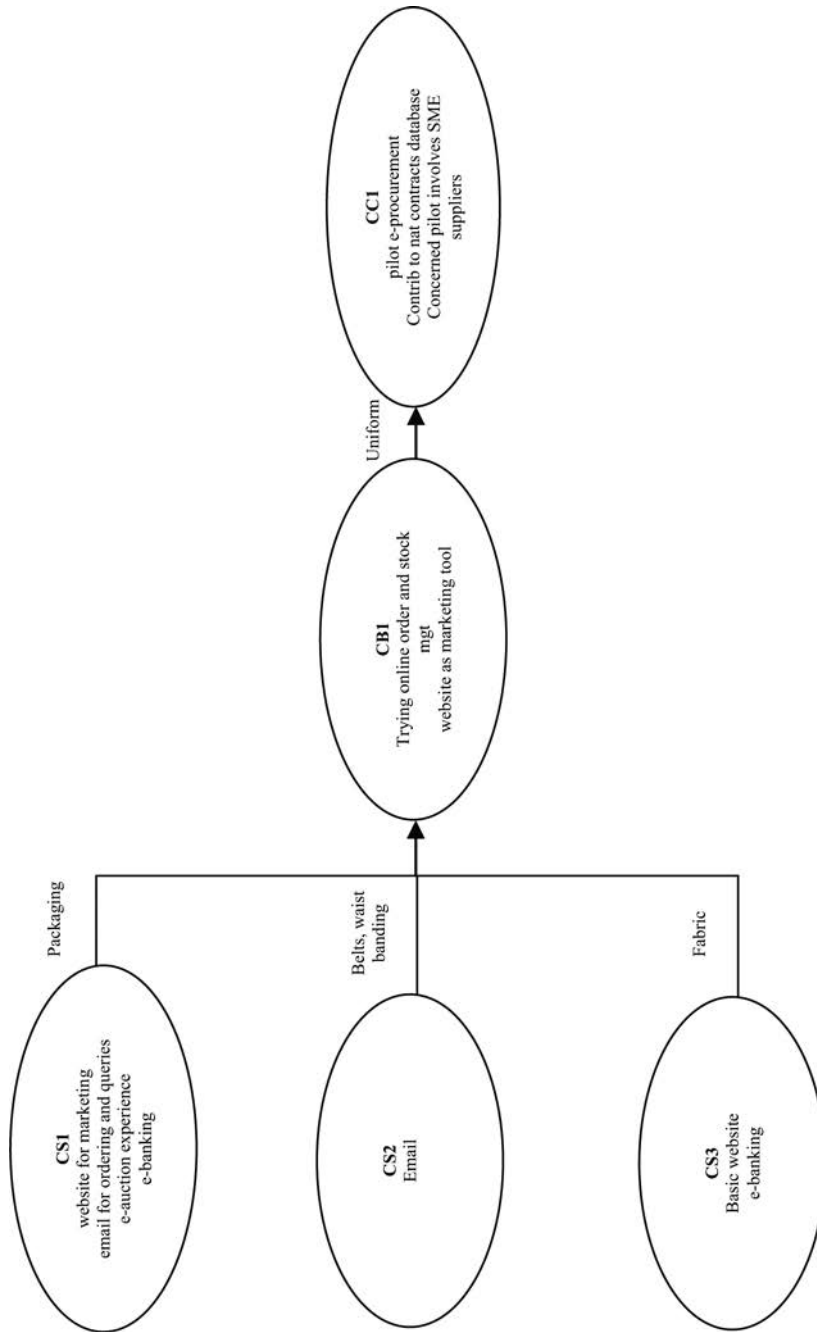 CS1
website for marketing
email for ordering and queries
e-auction experience
e-banking
Packaging
CS2
Email
Belts, waist
banding
CS3
Basic website
e-banking
Fabric
CB1
Trying online order and stock
mgt
website as marketing tool
Uniform
CC1
pilot e-procurement
Contrib to nat contracts database
Concerned pilot involves SME
suppliers